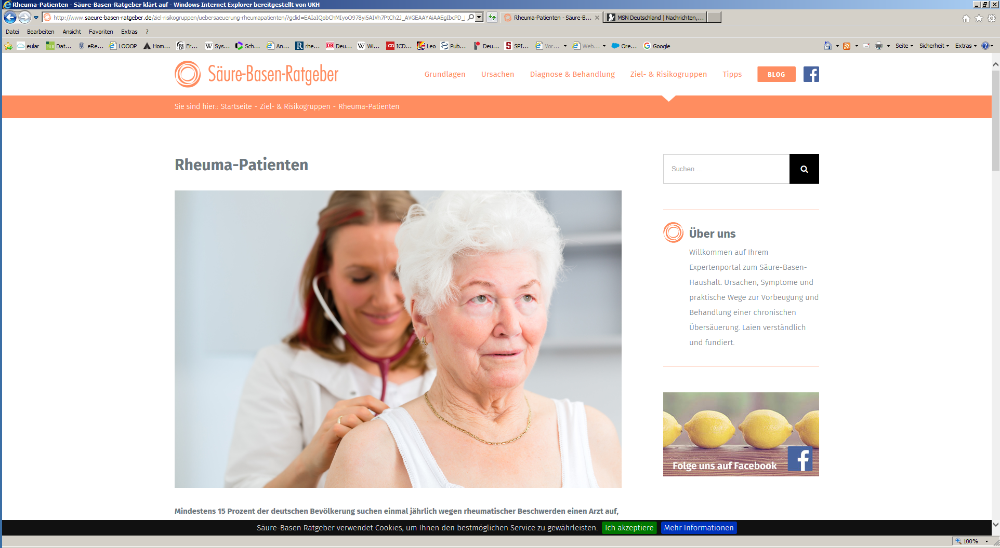 Rheuma-Patienten - Säure-Basen-Ratgeber klärt auf - Windows Internet Explorer bereitgestellt von UKH
http://www.saeure-basen-ratgeber.de/ziel-risikogruppen/uebersaeuerung-rheumapatienten/?gclid=EAIaIQobChMIyoO978yi5AIVh7PtCh2J_AVGEAAYAiAAEgIbcPD_
Rheuma-Patienten - Säure-B...
MSN Deutschland | Nachrichten,...
Datei Bearbeiten Ansicht Favoriten Extras ?
eular Dat... eRe... LOOOP Hom... Er... Sys... Sch... An... rhe... Deu... Wi... ICD... Leo Pub... Deu... SPI... Vor... Web... Ore... Google Seite Sicherheit Extras
Säure-Basen-Ratgeber
Grundlagen Ursachen Diagnose & Behandlung Ziel- & Risikogruppen Tipps BLOG
Sie sind hier:: Startseite - Ziel- & Risikogruppen - Rheuma-Patienten
Rheuma-Patienten
Suchen ...
Über uns
Willkommen auf Ihrem
Expertenportal zum Säure-Basen-
Haushalt. Ursachen, Symptome und
praktische Wege zur Vorbeugung und
Behandlung einer chronischen
Übersäuerung. Laien verständlich
und fundiert.
Folge uns auf Facebook
Mindestens 15 Prozent der deutschen Bevölkerung suchen einmal jährlich wegen rheumatischer Beschwerden einen Arzt auf,
Säure-Basen Ratgeber verwendet Cookies, um Ihnen den bestmöglichen Service zu gewährleisten. Ich akzeptiere Mehr Informationen
100%